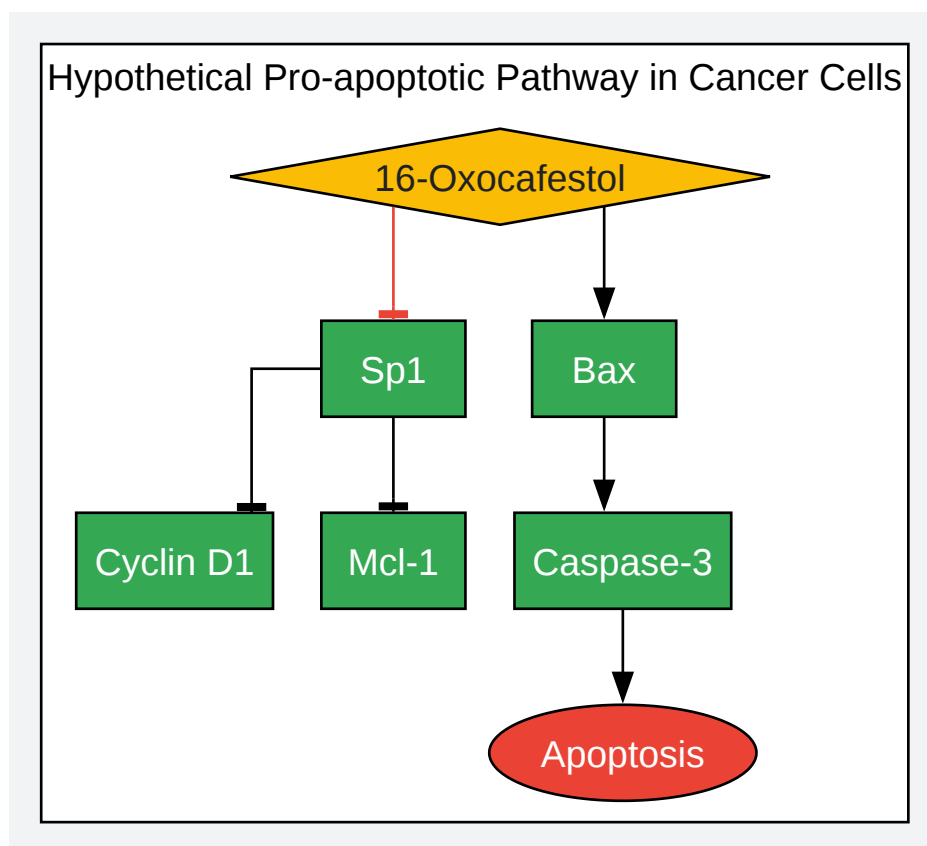 Hypothetical Pro-apoptotic Pathway in Cancer Cells
16-Oxocafestol
Sp1
Bax
Cyclin D1
Mcl-1
Caspase-3
Apoptosis